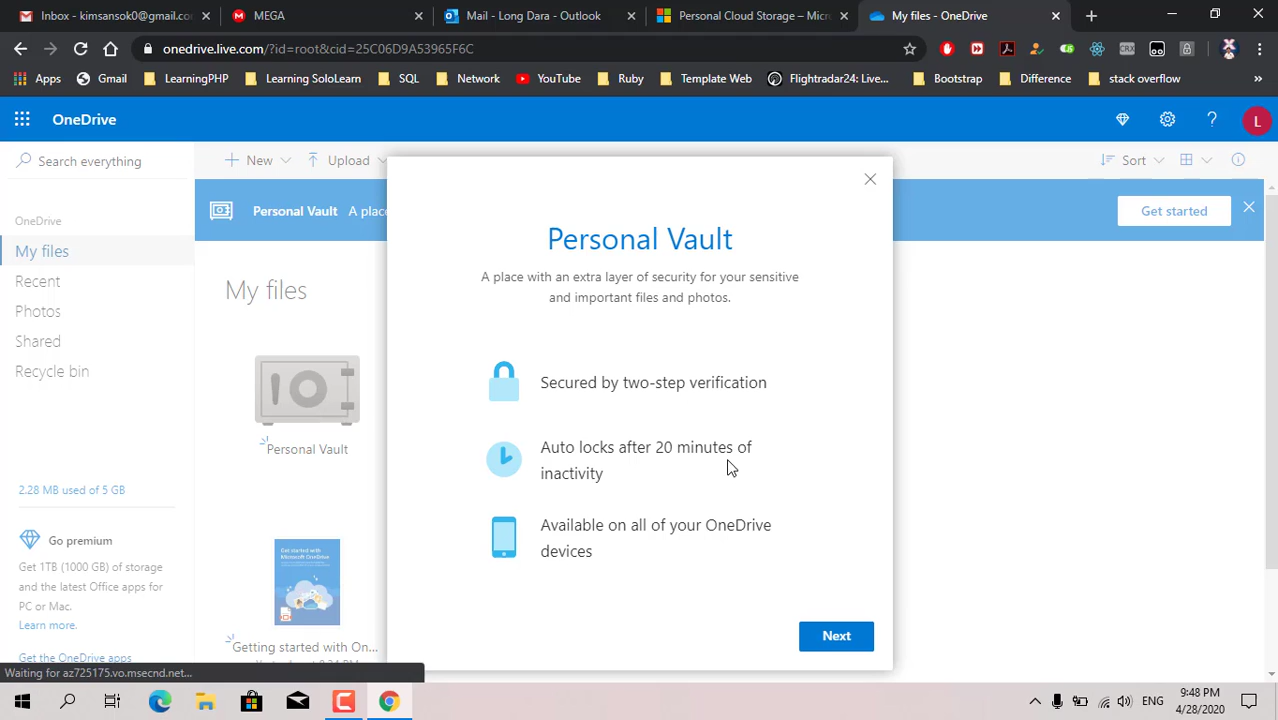 Inbox - kimsansok0@gmail.com
MEGA
Mail - Long Dara - Outlook
Personal Cloud Storage – Micr
My files - OneDrive
onedrive.live.com/?id=root&cid=25C06D9A53965F6C
Apps Gmail LearningPHP Learning SoloLearn SQL Network YouTube Ruby Template Web Flightradar24: Live... Bootstrap Difference stack overflow »
OneDrive
L
Search everything
New Upload Sort
Personal Vault A plac
Get started
OneDrive
My files
Recent
Photos
Shared
Recycle bin
2.28 MB used of 5 GB
Go premium
Get 1TB (1000 GB) of storage
and the latest Office apps for
PC or Mac.
Learn more.
Get the OneDrive apps
My files
Personal Vault
Get started with
Microsoft OneDrive
Getting started with On...
Personal Vault
A place with an extra layer of security for your sensitive
and important files and photos.
Secured by two-step verification
Auto locks after 20 minutes of
inactivity
Available on all of your OneDrive
devices
Next
Waiting for az725175.vo.msecnd.net...
ENG
9:48 PM
4/28/2020